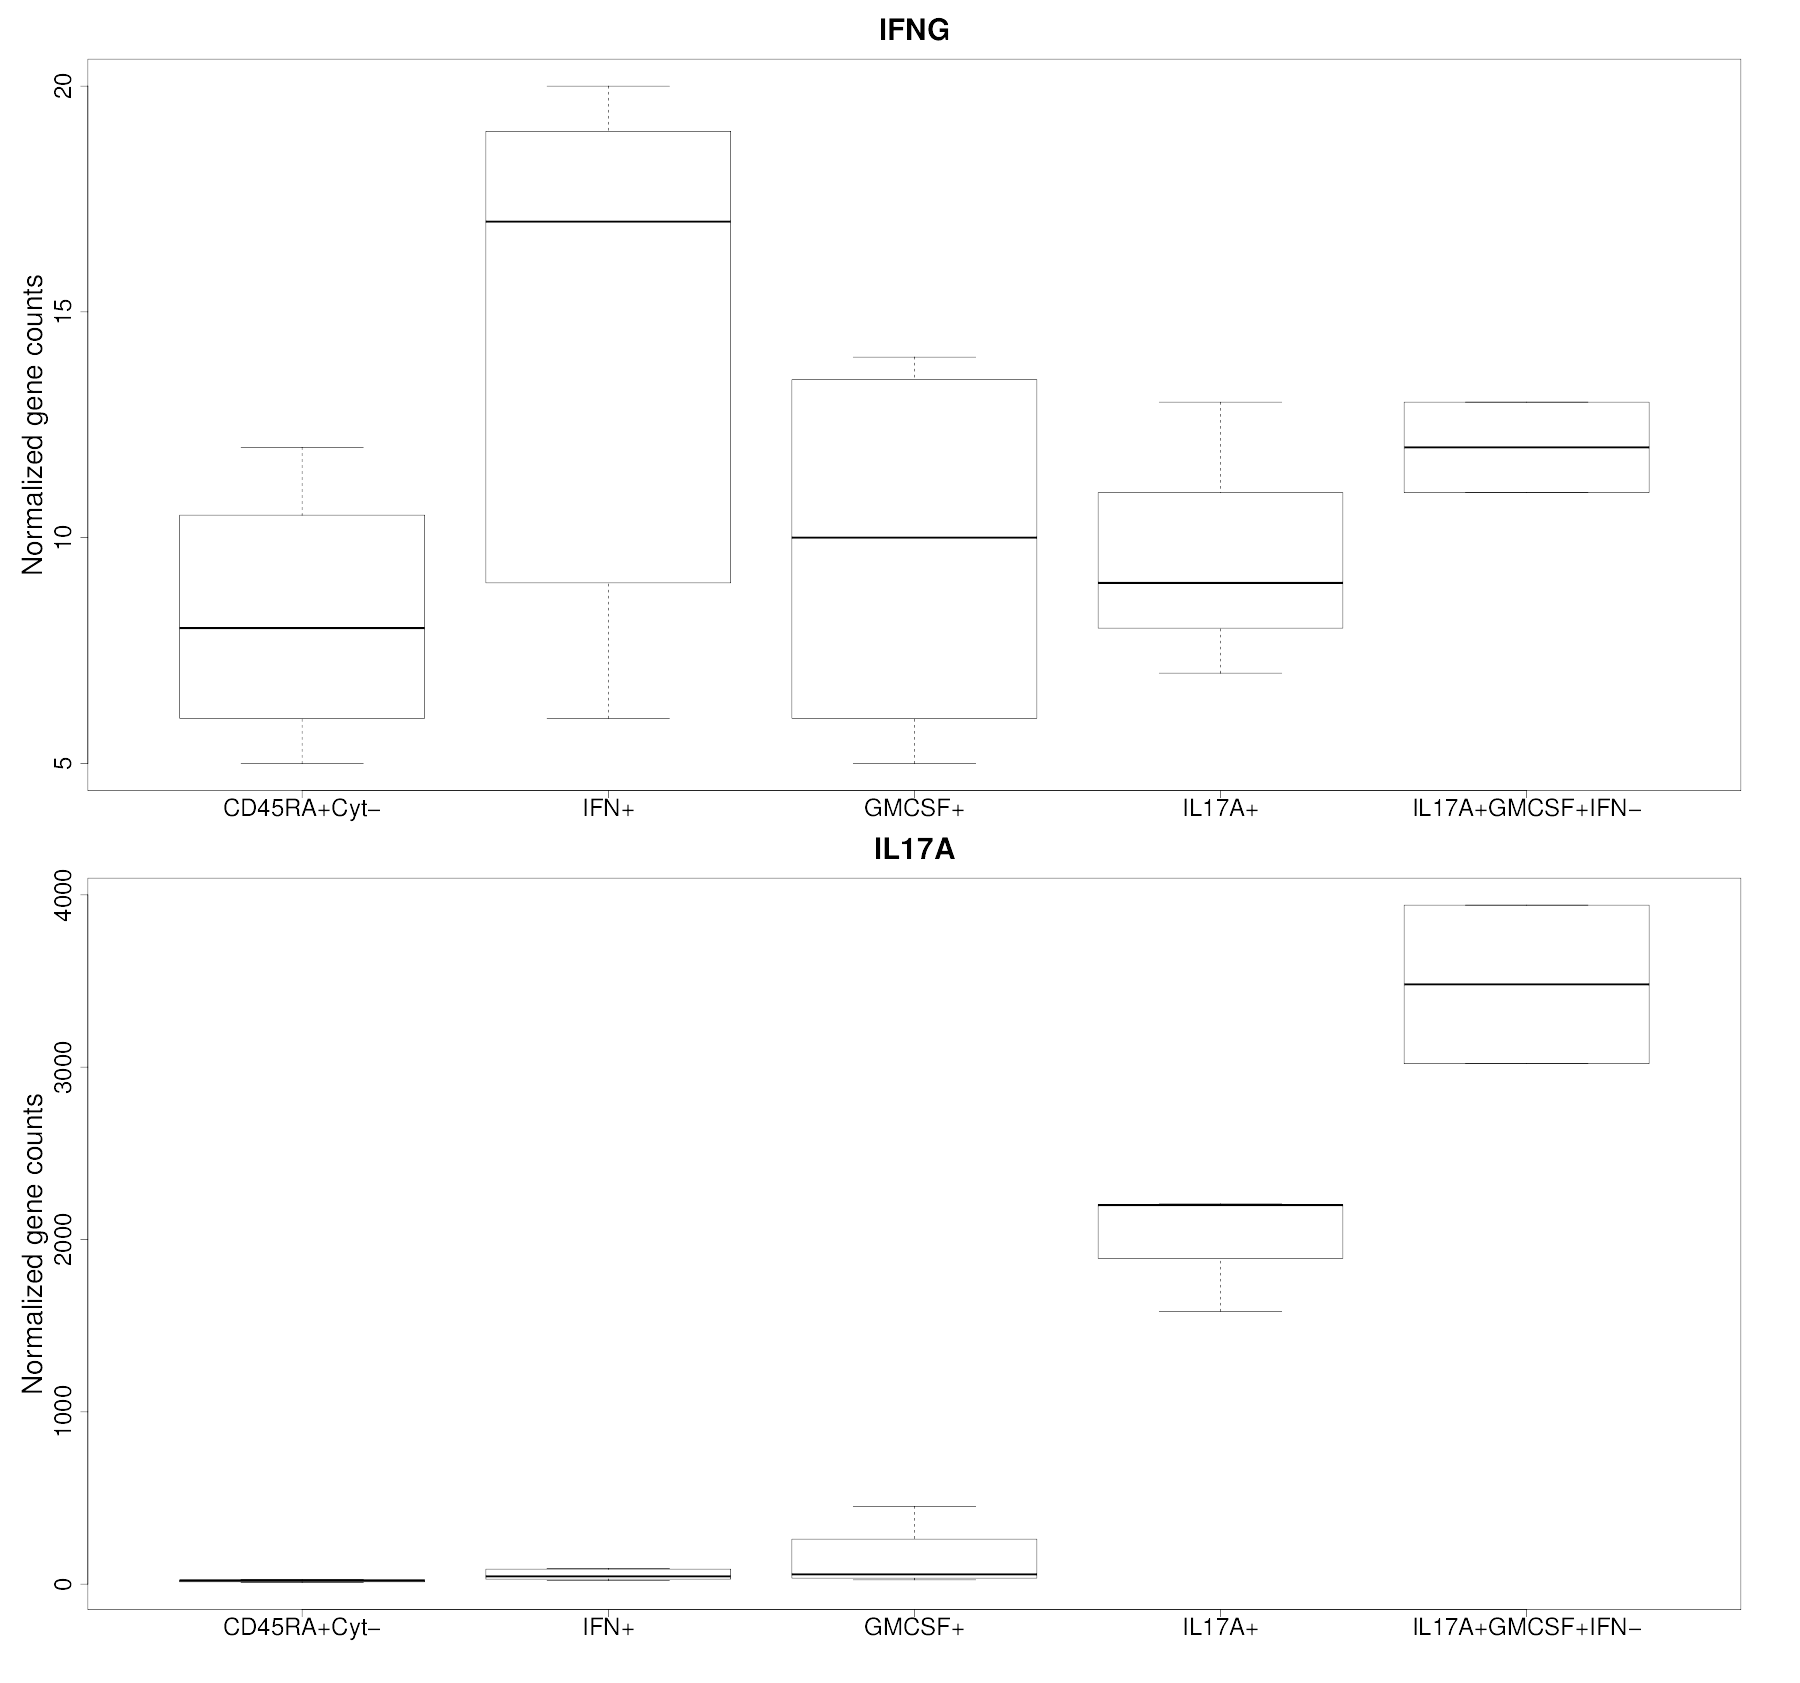 IFNG
Normalized gene counts
20
15
10
5
CD45RA+Cyt− IFN+ GMCSF+ IL17A+ IL17A+GMCSF+IFN−
IL17A
Normalized gene counts
4000
3000
2000
1000
0
CD45RA+Cyt− IFN+ GMCSF+ IL17A+ IL17A+GMCSF+IFN−